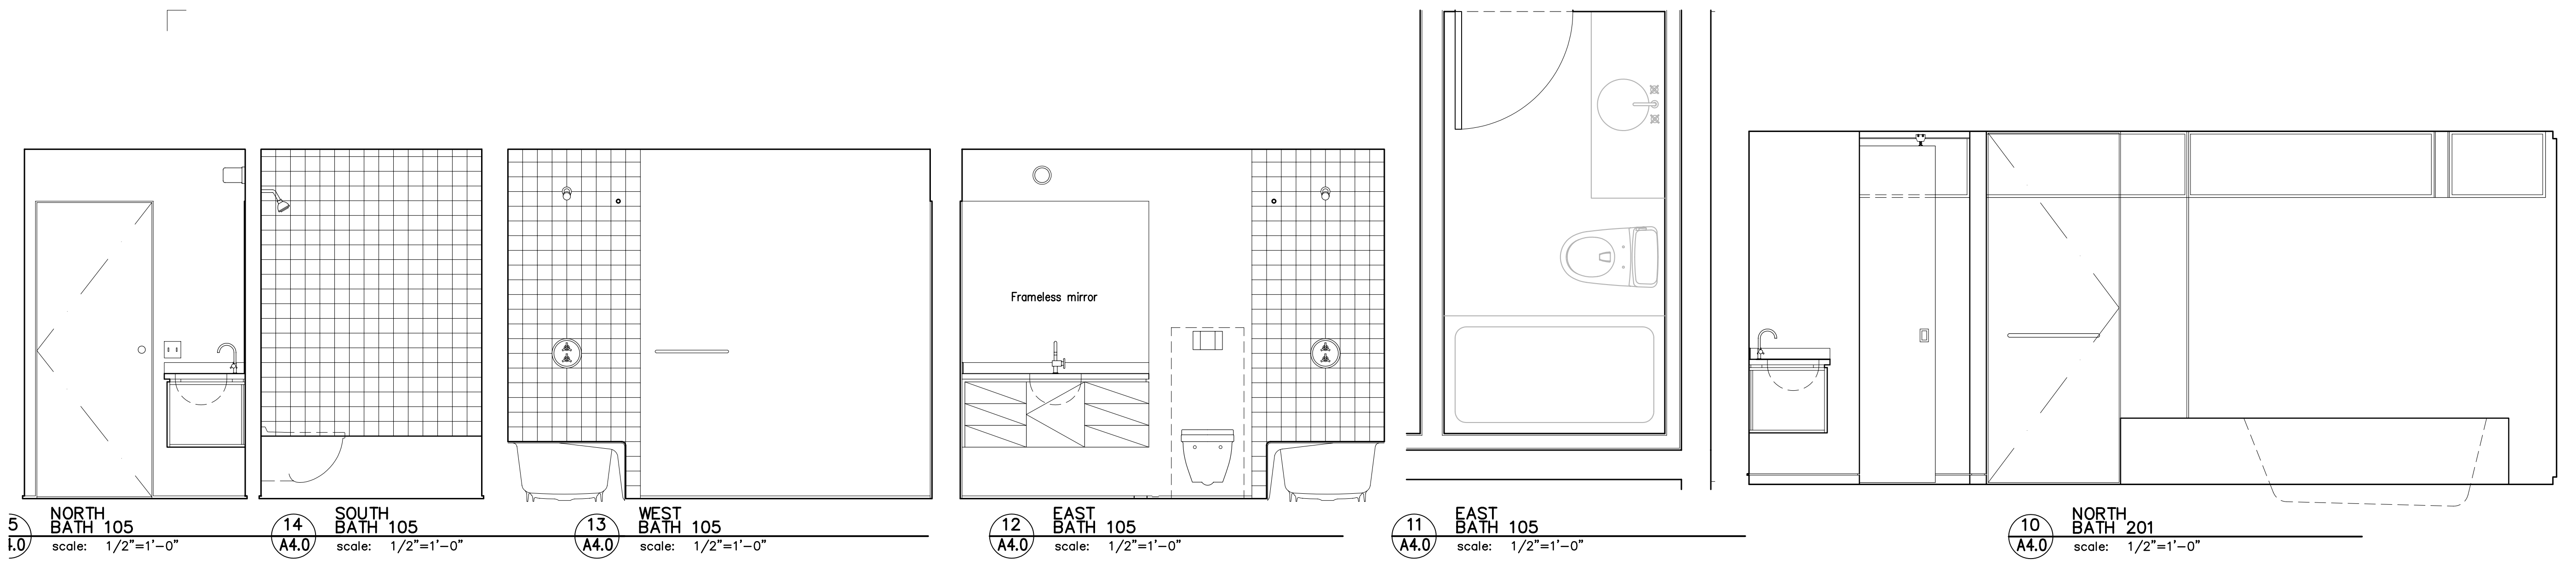 Frameless mirror
5
4.0
NORTH
BATH 105
scale: 1/2"=1'-0"
14
A4.0
SOUTH
BATH 105
scale: 1/2"=1'-0"
13
A4.0
WEST
BATH 105
scale: 1/2"=1'-0"
12
A4.0
EAST
BATH 105
scale: 1/2"=1'-0"
11
A4.0
EAST
BATH 105
scale: 1/2"=1'-0"
10
A4.0
NORTH
BATH 201
scale: 1/2"=1'-0"